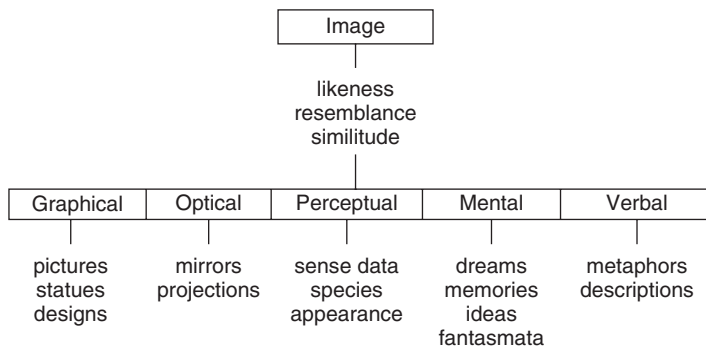 Image
likeness
resemblance
similitude
Graphical Optical Perceptual Mental Verbal
pictures mirrors sense data dreams metaphors
statues projections species memories descriptions
designs appearance ideas
fantasmata